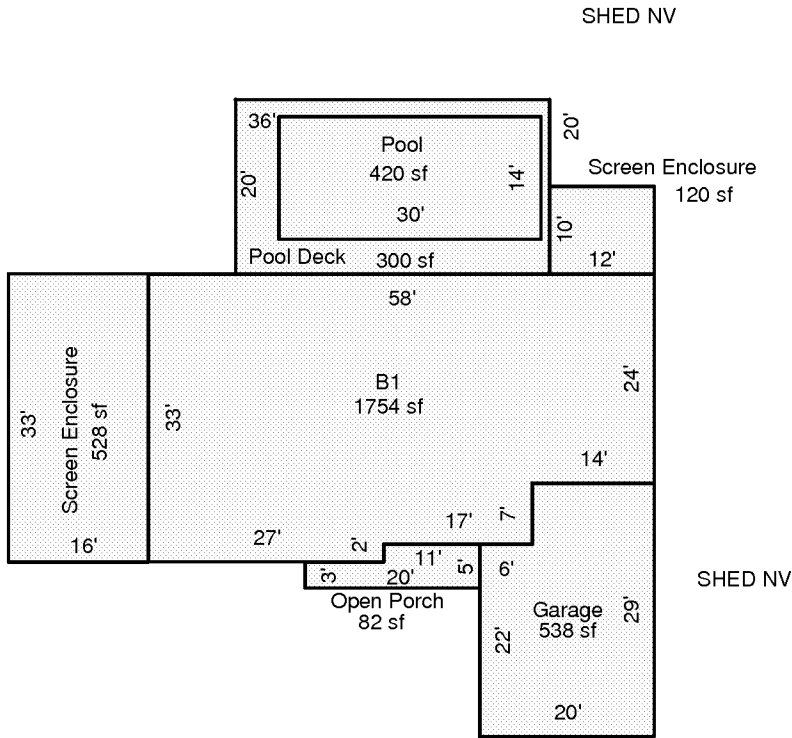 SHED NV
36'
20'
Pool
420 sf
14'
30'
20'
Screen Enclosure
120 sf
10'
12'
Pool Deck
300 sf
58'
B1
1754 sf
24'
14'
33'
Screen Enclosure
528 sf
33'
16'
27'
2'
17'
7'
11'
3'
20'
5'
6'
Open Porch
82 sf
Garage
538 sf
22'
29'
20'
SHED NV